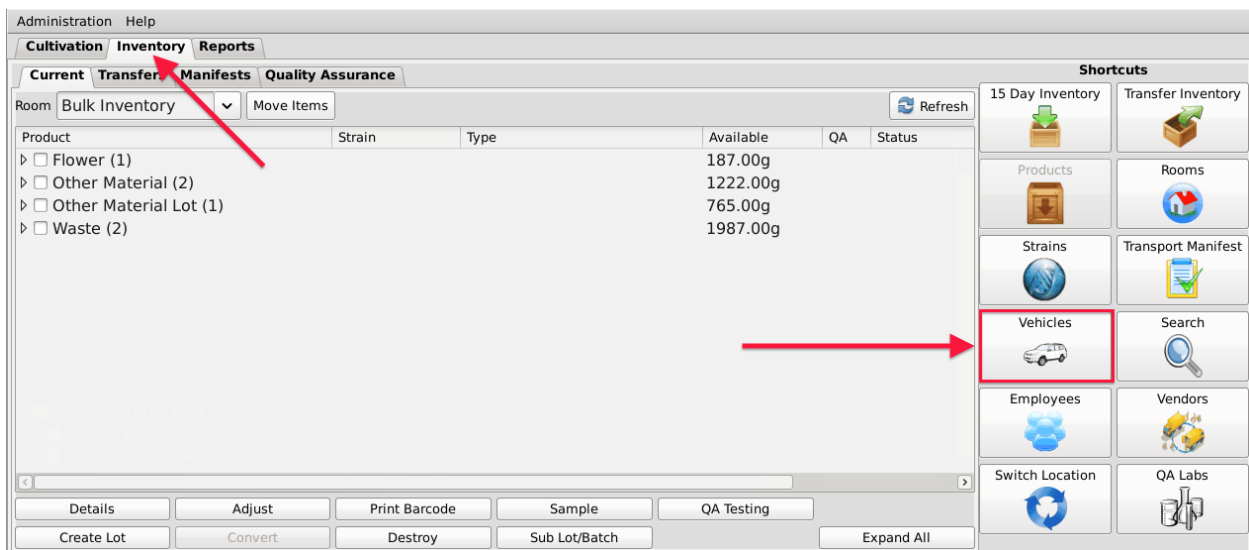 Administration Help
Cultivation Inventory Reports
Current Transfers Manifests Quality Assurance
Room Bulk Inventory Move Items Refresh
Product Strain Type Available QA Status
Flower (1) 187.00g
Other Material (2) 1222.00g
Other Material Lot (1) 765.00g
Waste (2) 1987.00g
Details Adjust Print Barcode Sample QA Testing
Create Lot Convert Destroy Sub Lot/Batch Expand All
Shortcuts
15 Day Inventory Transfer Inventory
Products Rooms
Strains Transport Manifest
Vehicles Search
Employees Vendors
Switch Location QA Labs